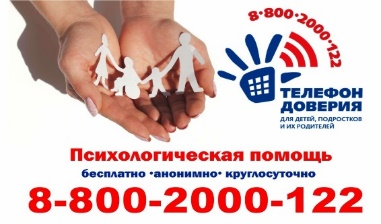 8-800-2000-122
ТЕЛЕФОН
ДОВЕРИЯ
ДЛЯ ДЕТЕЙ, ПОДРОСТКОВ
И ИХ РОДИТЕЛЕЙ
Психологическая помощь
бесплатно •анонимно• круглосуточно
8-800-2000-122